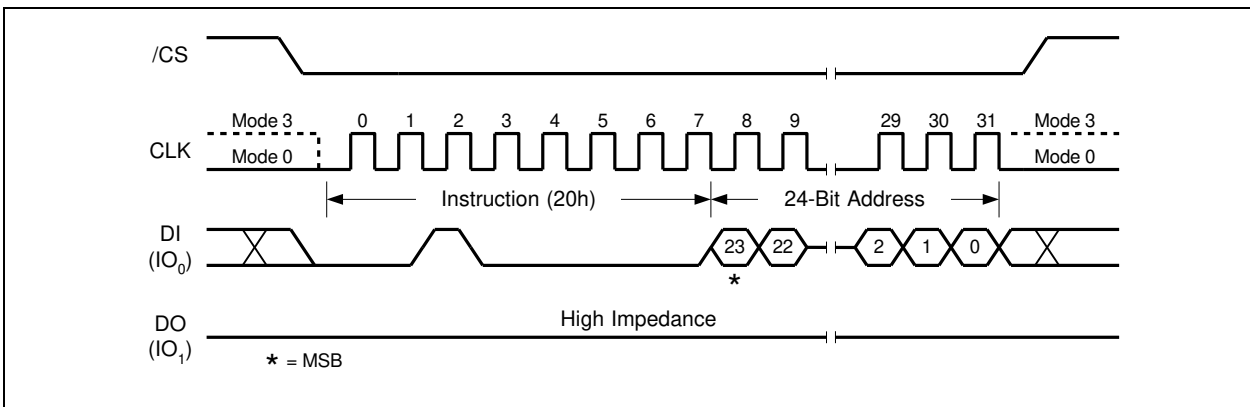 /CS
Mode 3 0 1 2 3 4 5 6 7 8 9 29 30 31 Mode 3
CLK
Mode 0 Mode 0
Instruction (20h) 24-Bit Address
DI
(IO0)
23 22 2 1 0
*
High Impedance
DO
(IO1)
* = MSB